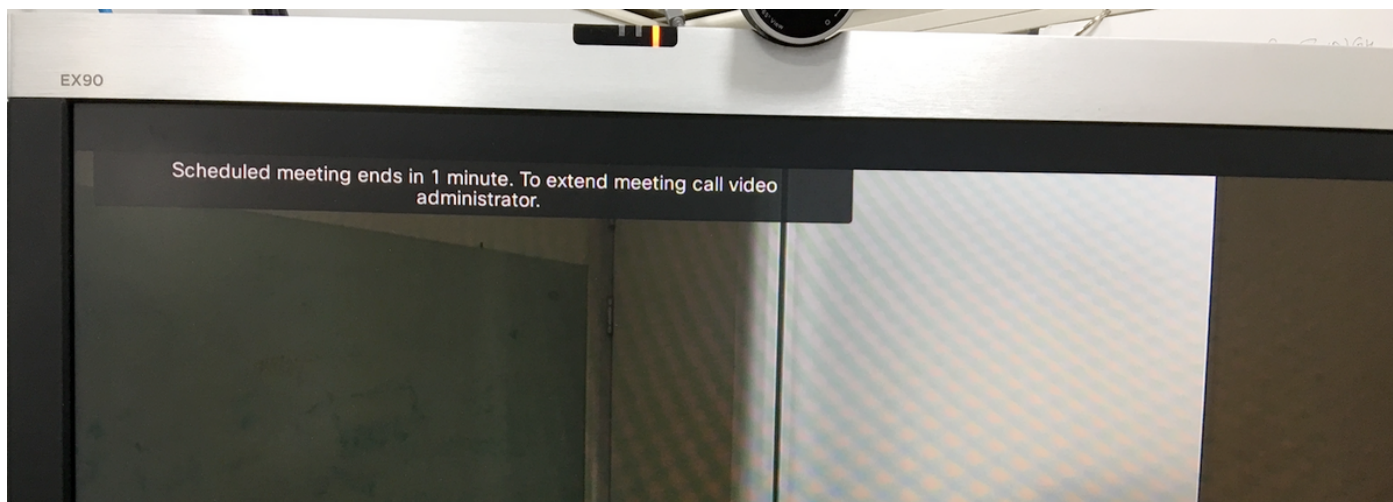 EX90
Scheduled meeting ends in 1 minute. To extend meeting call video
administrator.